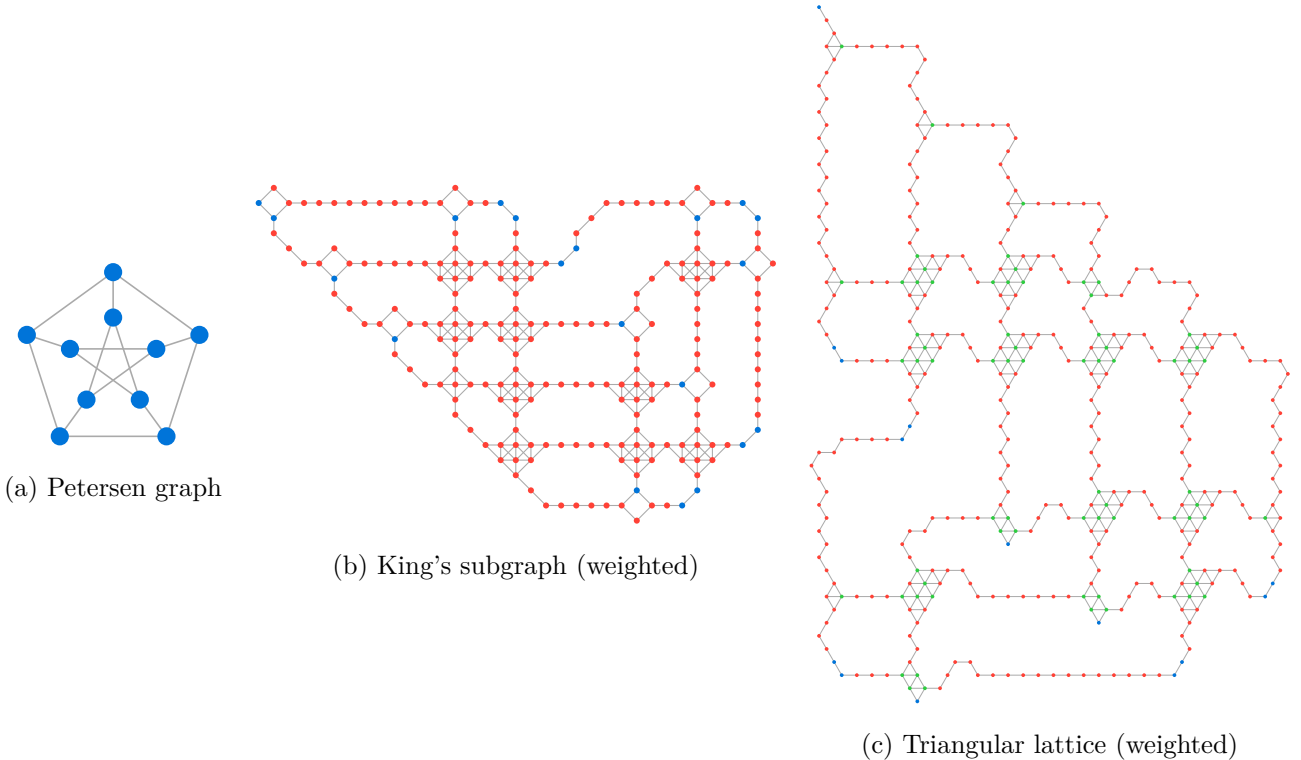 (a) Petersen graph
(b) King's subgraph (weighted)
(c) Triangular lattice (weighted)